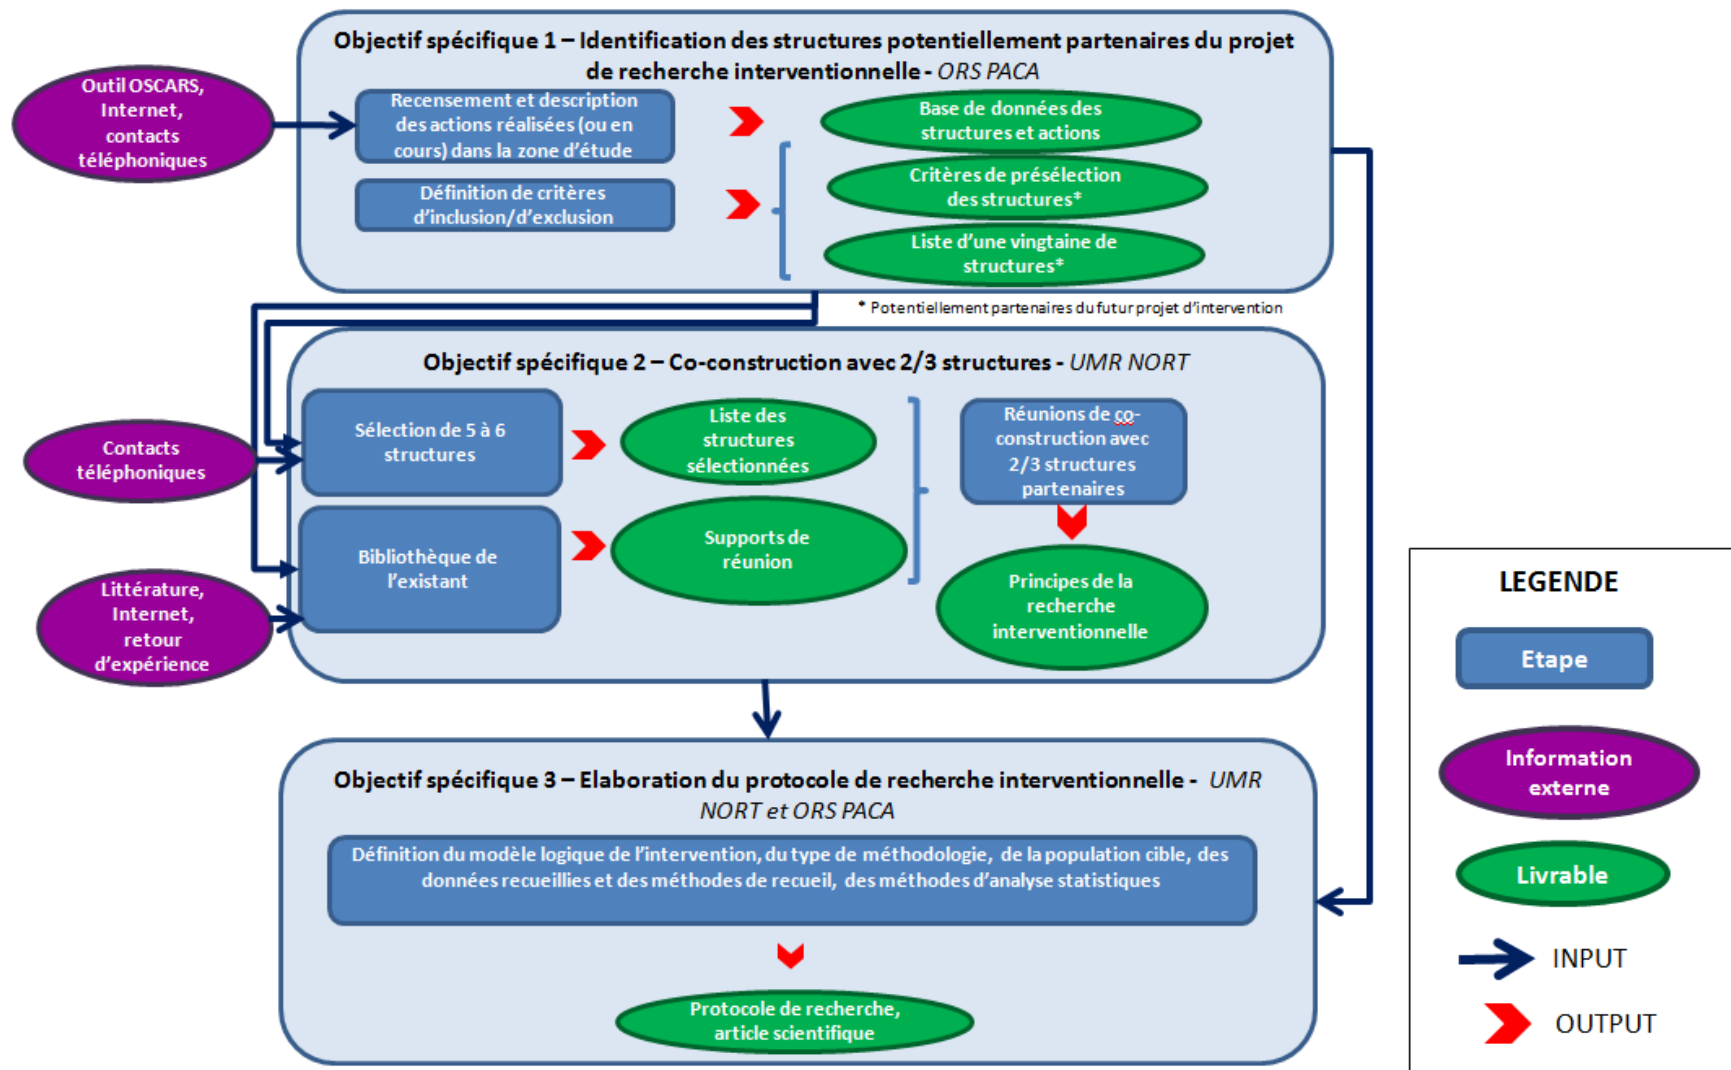 Objectif spécifique 1 – Identification des structures potentiellement partenaires du projet
de recherche interventionnelle - ORS PACA
Outil OSCARS,
Internet,
contacts
téléphoniques
Recensement et description
des actions réalisées (ou en
cours) dans la zone d’étude
Base de données des
structures et actions
Définition de critères
d’inclusion/d’exclusion
Critères de présélection
des structures*
Liste d’une vingtaine de
structures*
* Potentiellement partenaires du futur projet d’intervention
Objectif spécifique 2 – Co-construction avec 2/3 structures - UMR NORT
Contacts
téléphoniques
Sélection de 5 à 6
structures
Liste des
structures
sélectionnées
Réunions de co-
construction avec
2/3 structures
partenaires
Littérature,
Internet,
retour
d’expérience
Bibliothèque de
l’existant
Supports de
réunion
Principes de la
recherche
interventionnelle
Objectif spécifique 3 – Elaboration du protocole de recherche interventionnelle - UMR
NORT et ORS PACA
Définition du modèle logique de l’intervention, du type de méthodologie, de la population cible, des
données recueillies et des méthodes de recueil, des méthodes d’analyse statistiques
Protocole de recherche,
article scientifique
LEGENDE
Etape
Information
externe
Livrable
INPUT
OUTPUT